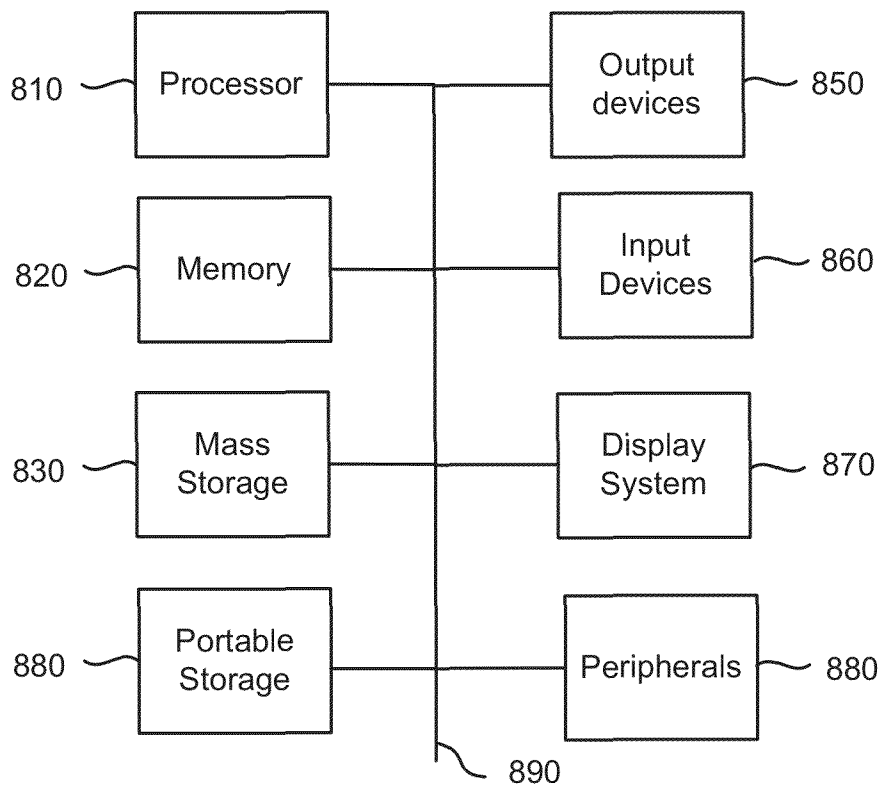 810
Processor
Output
devices
850
820
Memory
Input
Devices
860
830
Mass
Storage
Display
System
870
880
Portable
Storage
Peripherals
880
890